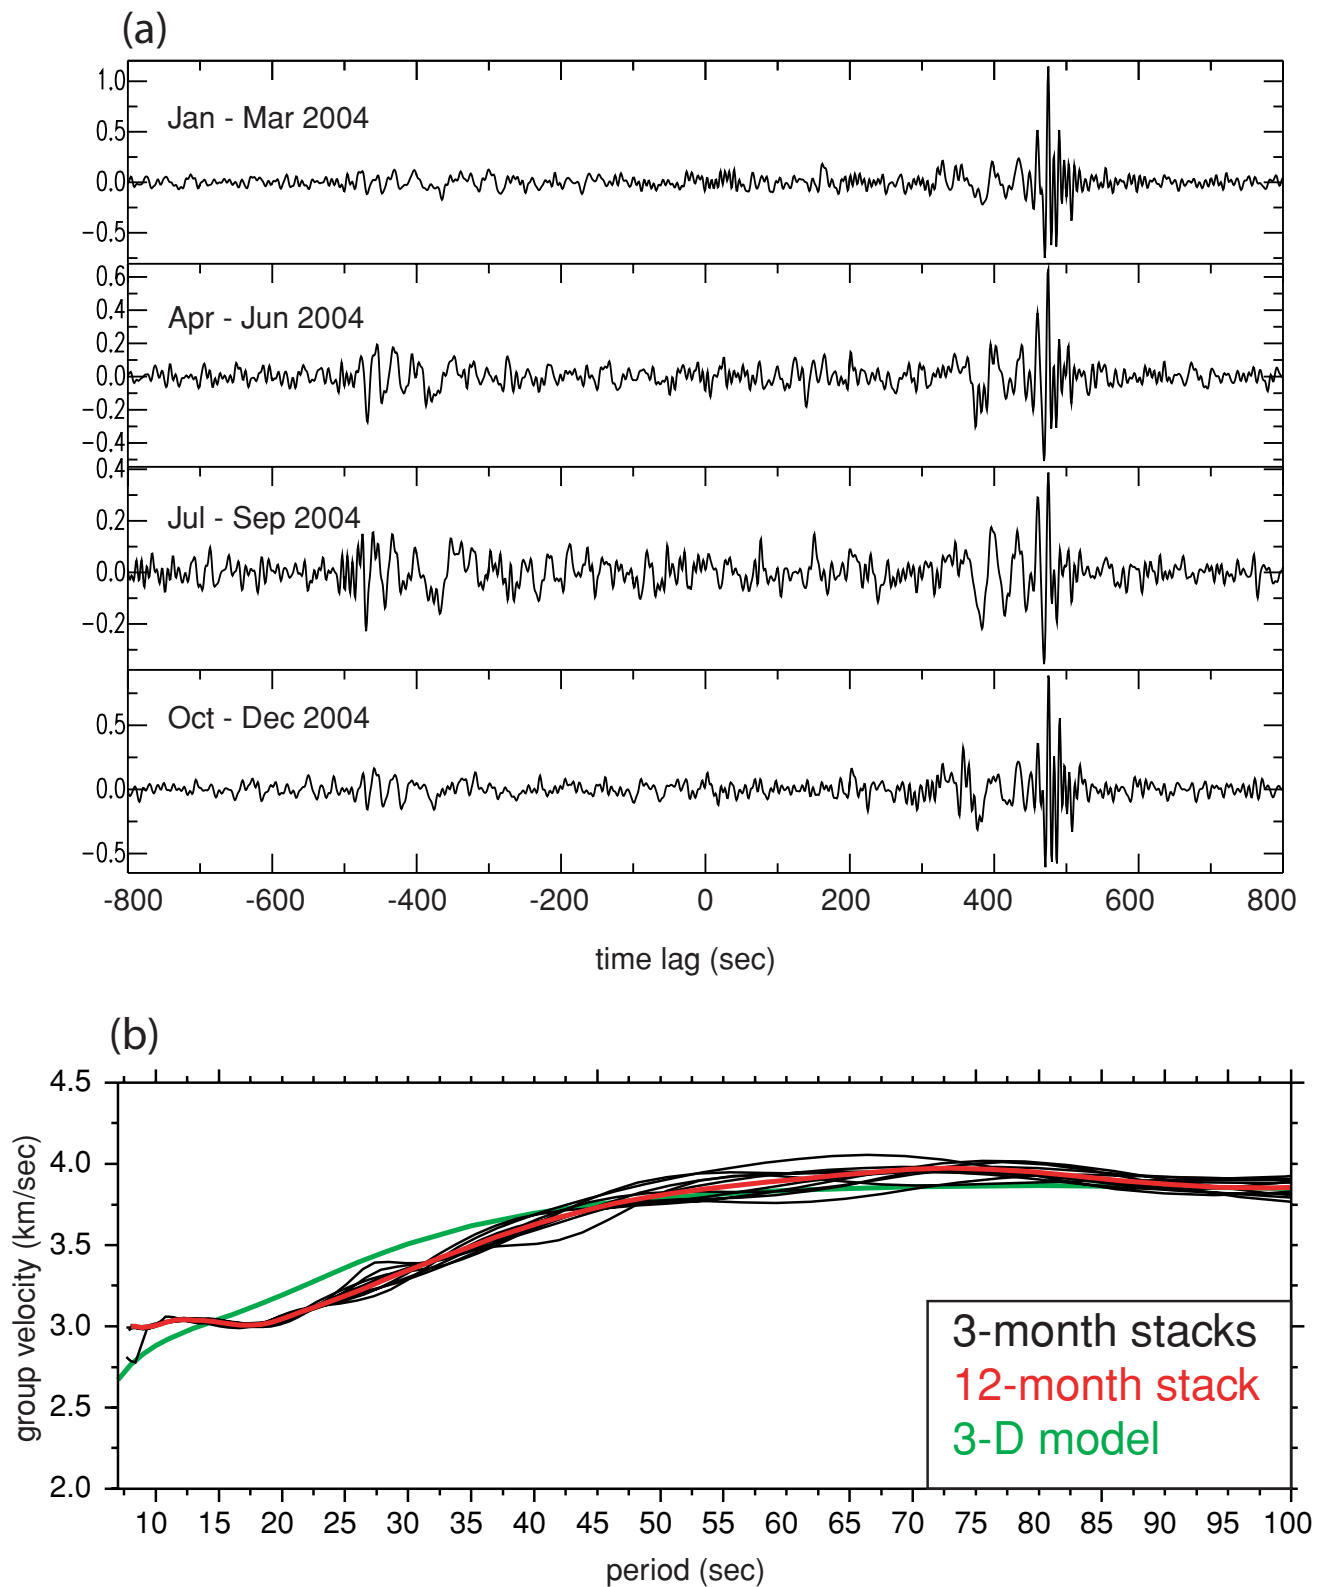 (a)
1.0
0.5
0.0
−0.5
Jan - Mar 2004
0.6
0.4
0.2
0.0
−0.2
−0.4
Apr - Jun 2004
0.4
0.2
0.0
−0.2
Jul - Sep 2004
0.5
0.0
−0.5
Oct - Dec 2004
-800 -600 -400 -200 0 200 400 600 800
time lag (sec)
(b)
4.5
4.0
3.5
3.0
2.5
2.0
group velocity (km/sec)
3-month stacks
12-month stack
3-D model
10 15 20 25 30 35 40 45 50 55 60 65 70 75 80 85 90 95 100
period (sec)